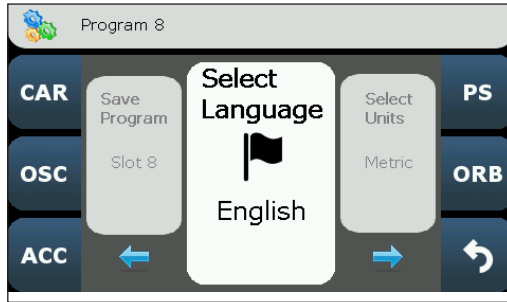 Program 8
CAR
OSC
ACC
Save
Program
Slot 8
Select
Language
English
Select
Units
Metric
PS
ORB